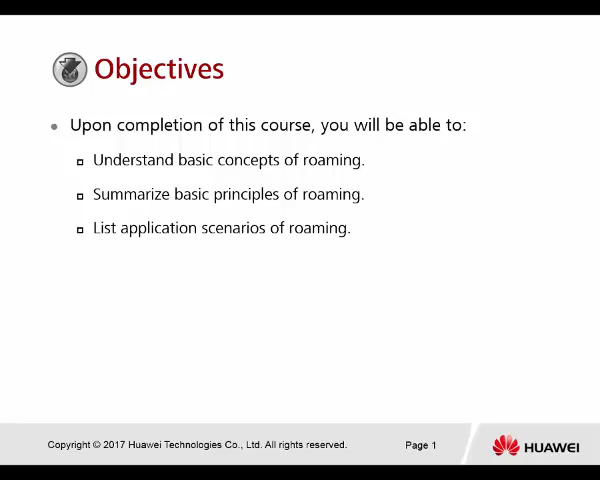 Objectives
Upon completion of this course, you will be able to:
Understand basic concepts of roaming.
Summarize basic principles of roaming.
List application scenarios of roaming.
Copyright © 2017 Huawei Technologies Co., Ltd. All rights reserved.
Page 1
HUAWEI